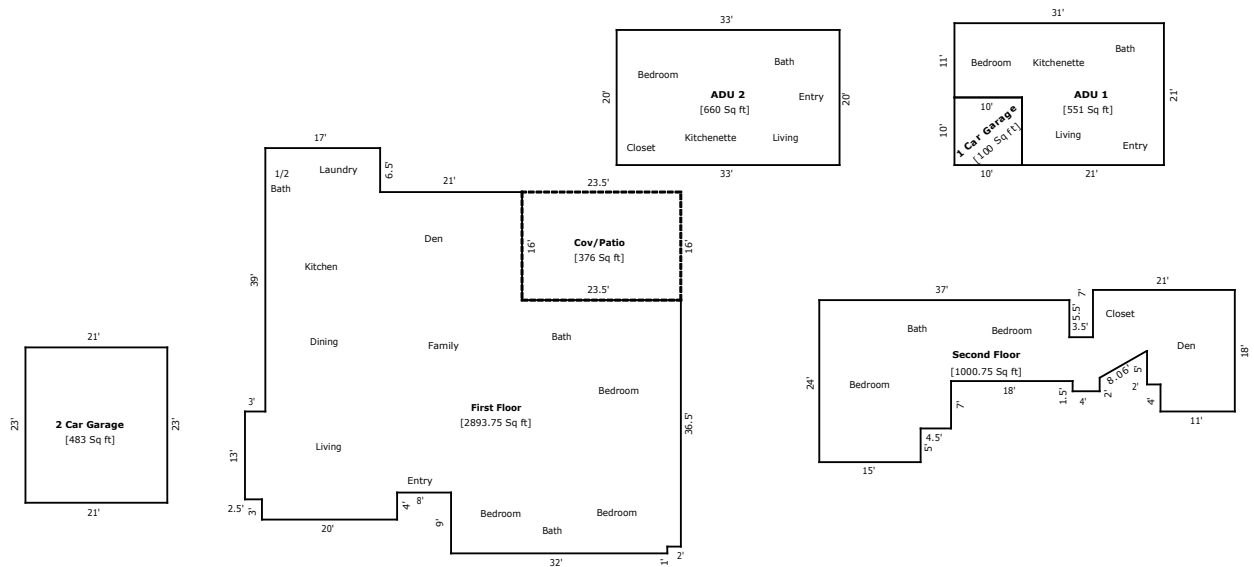 33'
Bedroom
Bath
20'
ADU 2
[660 Sq ft]
Entry
20'
Closet
Kitchenette
Living
33'
31'
11'
Bedroom
Kitchenette
Bath
ADU 1
[551 Sq ft]
21'
10'
10'
1 Car Garage
[100 Sq ft]
Living
Entry
10'
21'
17'
1/2
Bath
Laundry
6.5'
21'
23.5'
Den
16'
Cov/Patio
[376 Sq ft]
16'
23.5'
Kitchen
39'
Dining
Family
Bath
Bedroom
First Floor
[2893.75 Sq ft]
36.5'
3'
13'
Living
Entry
2.5'
3'
20'
4'
8'
9'
Bedroom
Bath
Bedroom
32'
1'
2'
21'
23'
2 Car Garage
[483 Sq ft]
23'
21'
37'
5.5'
3.5'
7'
21'
Closet
Bath
Bedroom
Second Floor
[1000.75 Sq ft]
Den
18'
24'
Bedroom
18'
1.5'
4'
2'
8.06'
5'
2'
4'
11'
7'
4.5'
5'
15'